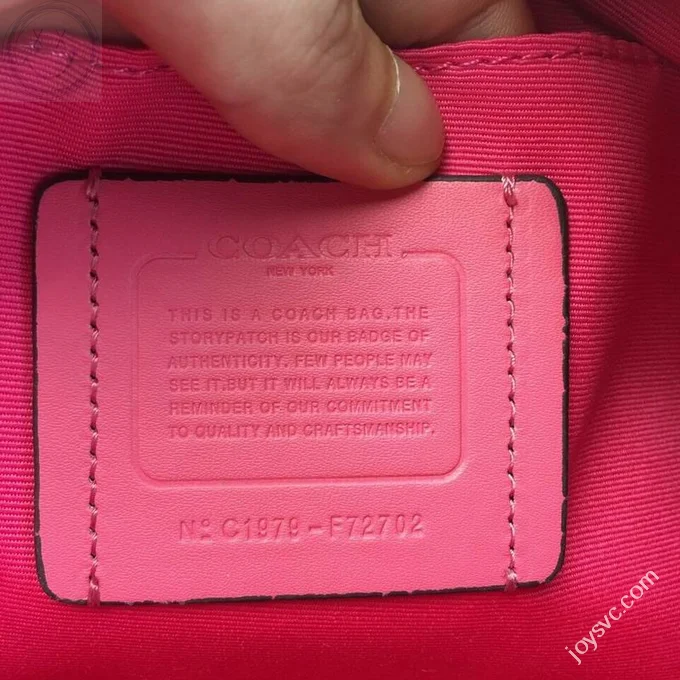 COACH
NEW YORK
THIS IS A COACH BAG.THE
STORYPATCH IS OUR BADGE OF
AUTHENTICITY. FEW PEOPLE MAY
SEE IT.BUT IT WILL ALWAYS BE A
REMINDER OF OUR COMMITMENT
TO QUALITY AND CRAFTSMANSHIP.
Nº C1979-F72702
joysvc.com